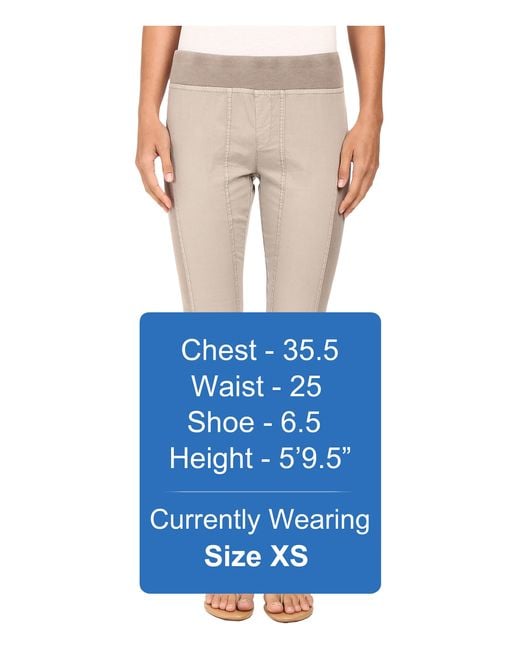 Chest - 35.5
Waist - 25
Shoe - 6.5
Height - 5’9.5”
Currently Wearing
Size XS